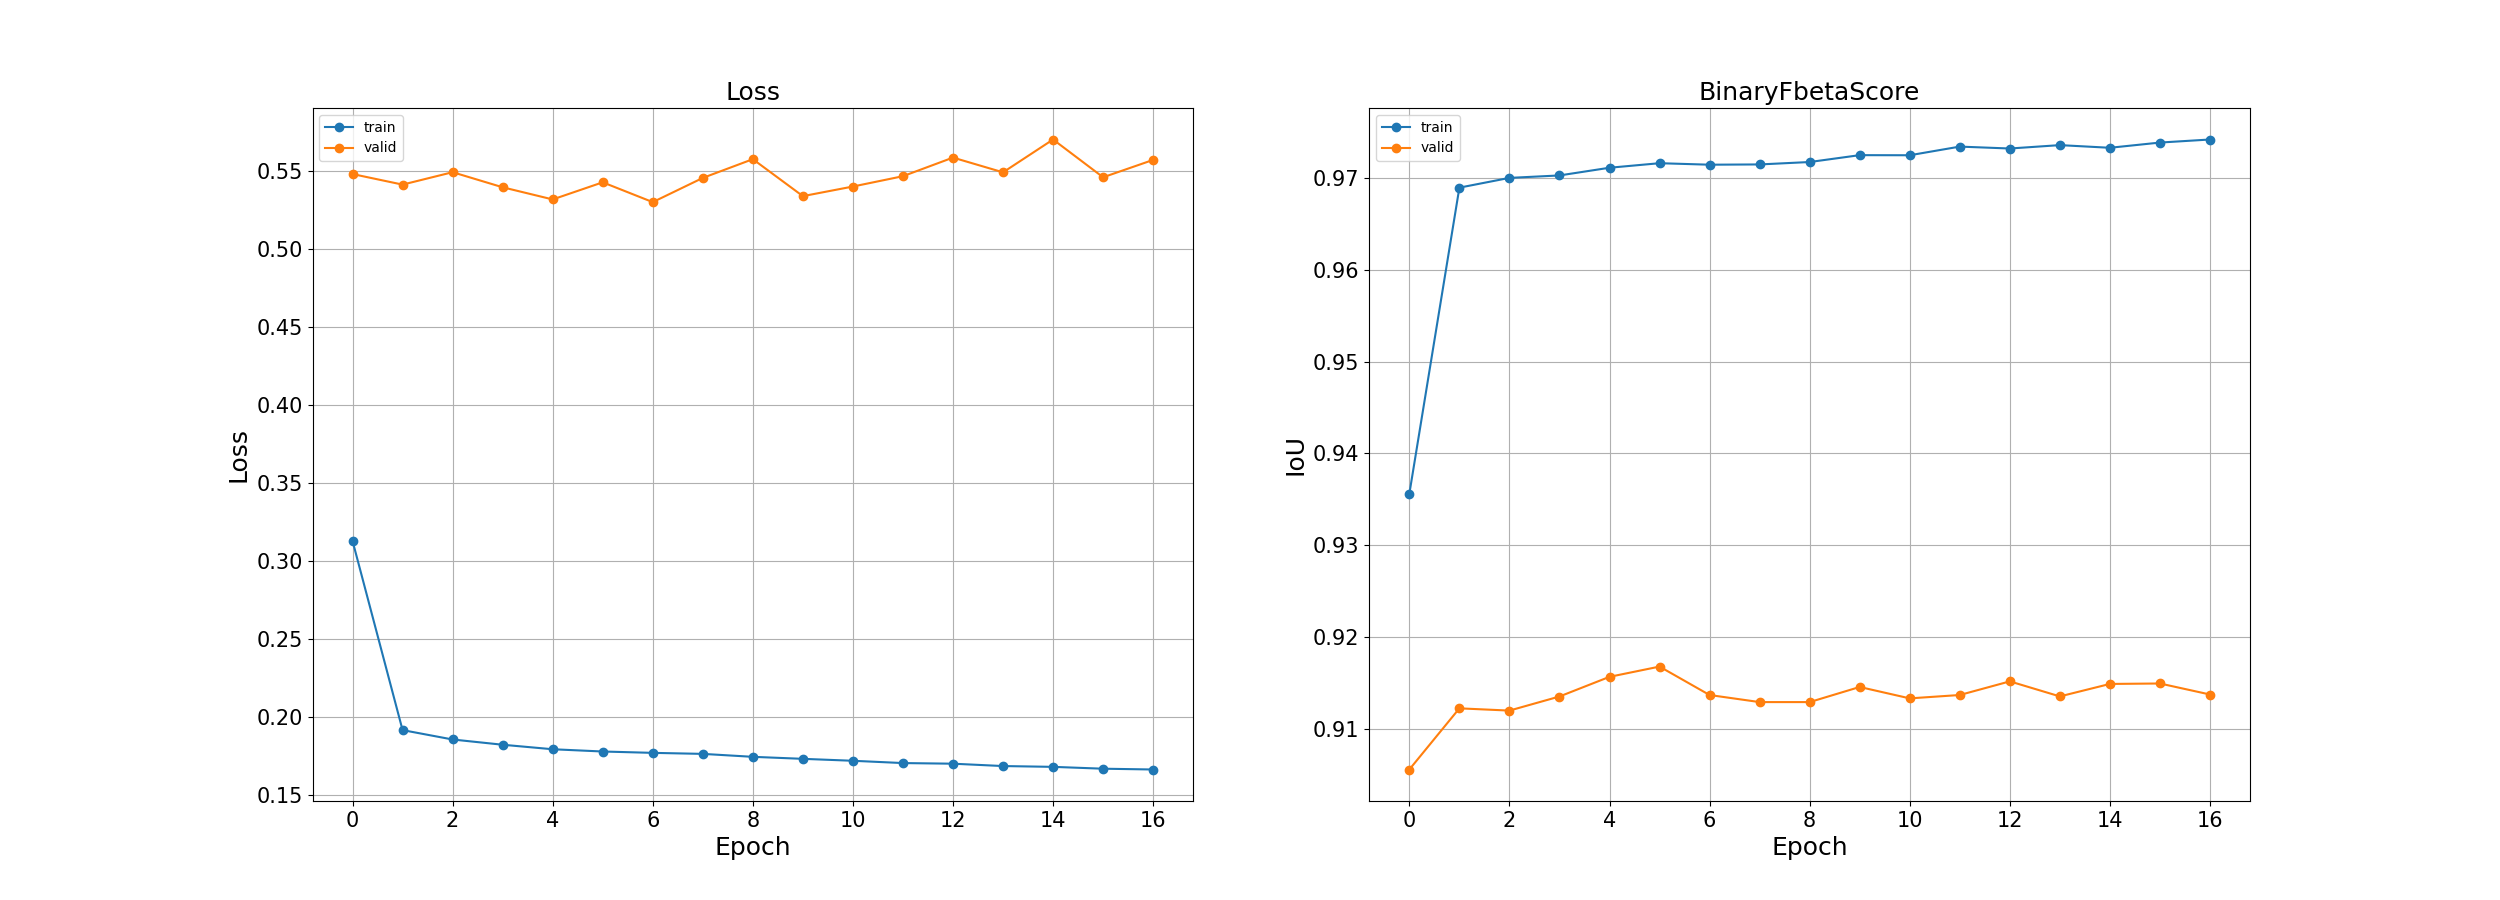 Loss
train
valid
0.55
0.50
0.45
0.40
0.35
0.30
0.25
0.20
0.15
Loss
0 2 4 6 8 10 12 14 16
Epoch
BinaryFbetaScore
train
valid
0.97
0.96
0.95
0.94
0.93
0.92
0.91
IoU
0 2 4 6 8 10 12 14 16
Epoch